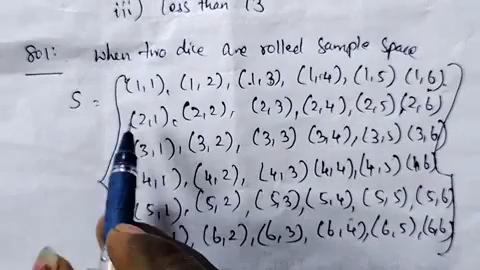 iii) less than 13
Sol: When two dice are rolled Sample Space
S = {(1,1), (1,2), (1,3), (1,4), (1,5) (1,6)
(2,1), (2,2), (2,3), (2,4), (2,5) (2,6)
(3,1), (3,2), (3,3) (3,4), (3,5) (3,6)
(4,1), (4,2), (4,3) (4,4), (4,5) (4,6)
(5,1), (5,2), (5,3), (5,4), (5,5), (5,6)
(6,2), (6,3), (6,4), (6,5), (6,6)}